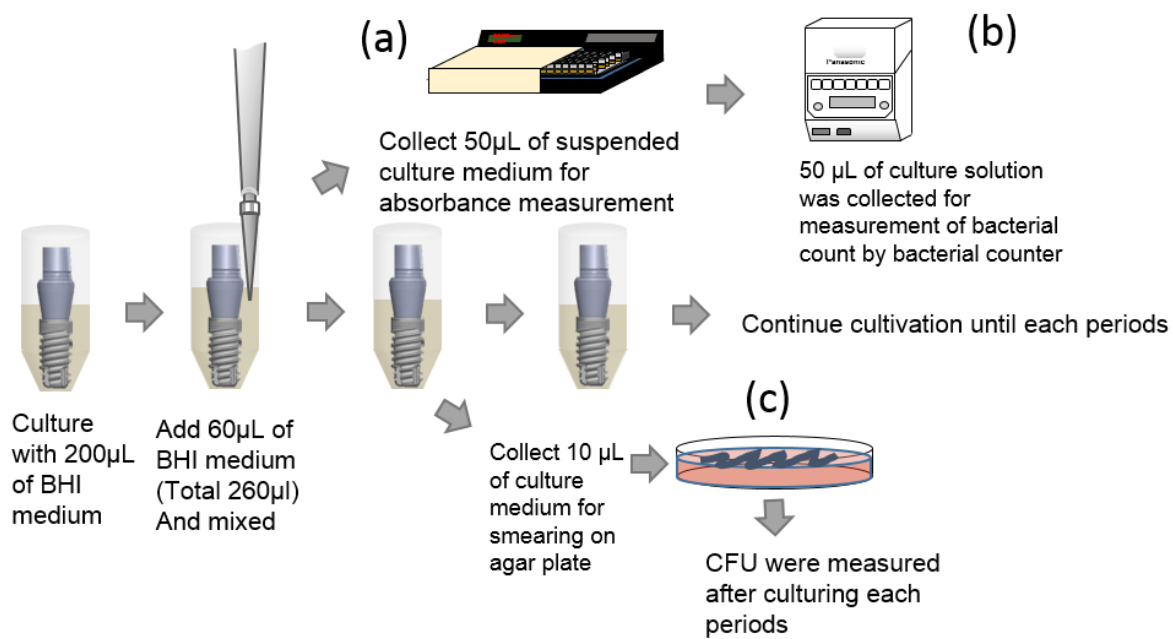 (a)
(b)
Panasonic
Collect 50µL of suspended
culture medium for
absorbance measurement
50 µL of culture solution
was collected for
measurement of bacterial
count by bacterial counter
Continue cultivation until each periods
Culture
with 200µL
of BHI
medium
Add 60µL of
BHI medium
(Total 260µl)
And mixed
(c)
Collect 10 µL
of culture
medium for
smearing on
agar plate
CFU were measured
after culturing each
periods